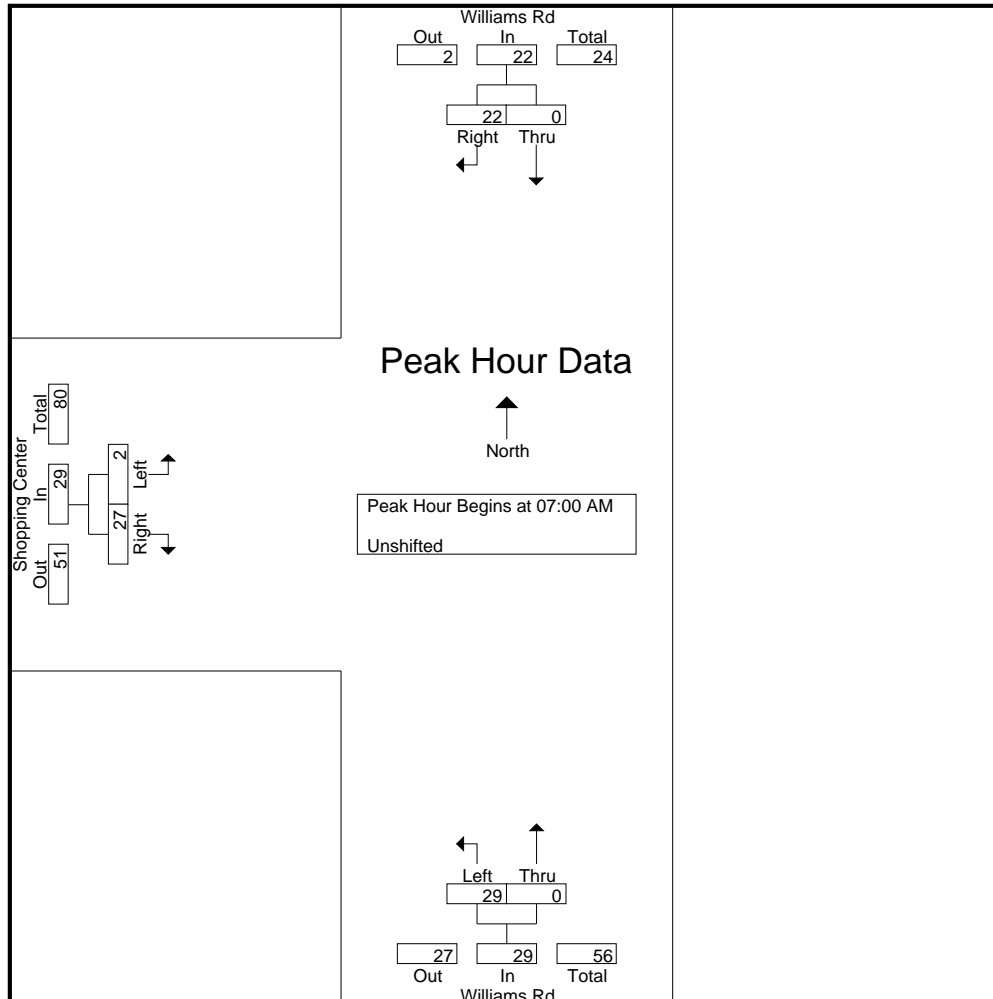 Williams Rd
Out In Total
2 22 24
22 0
Right Thru
Peak Hour Data
North
Peak Hour Begins at 07:00 AM
Unshifted
Shopping Center
Out In Total
51 29 80
27 2
Right Left
Left Thru
29 0
27 29 56
Out In Total
Williams Rd